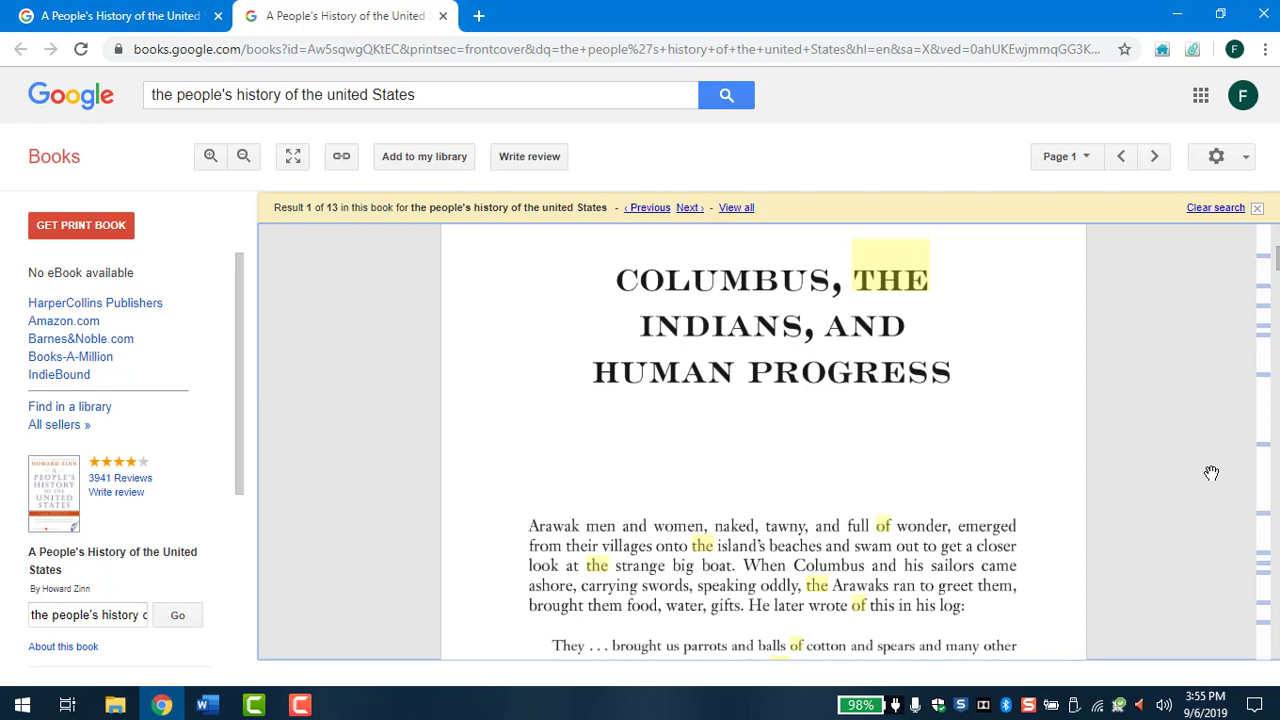 A People's History of the United
A People's History of the United
books.google.com/books?id=Aw5sqwgQKtEC&printsec=frontcover&dq=the+people%27s+history+of+the+united+States&hl=en&sa=X&ved=0ahUKEwjmmqGG3K...
F
Google
the people's history of the united States
F
Books
Add to my library
Write review
Page 1
Result 1 of 13 in this book for the people's history of the united States - ‹ Previous Next › - View all
Clear search
GET PRINT BOOK
No eBook available
HarperCollins Publishers
Amazon.com
Barnes&Noble.com
Books-A-Million
IndieBound
Find in a library
All sellers »
HOWARD ZINN
A
PEOPLE'S
HISTORY
OF THE
UNITED
STATES
3941 Reviews
Write review
A People's History of the United
States
By Howard Zinn
the people's history o
Go
About this book
COLUMBUS, THE
INDIANS, AND
HUMAN PROGRESS
Arawak men and women, naked, tawny, and full of wonder, emerged
from their villages onto the island's beaches and swam out to get a closer
look at the strange big boat. When Columbus and his sailors came
ashore, carrying swords, speaking oddly, the Arawaks ran to greet them,
brought them food, water, gifts. He later wrote of this in his log:
They . . . brought us parrots and balls of cotton and spears and many other
98%
3:55 PM
9/6/2019